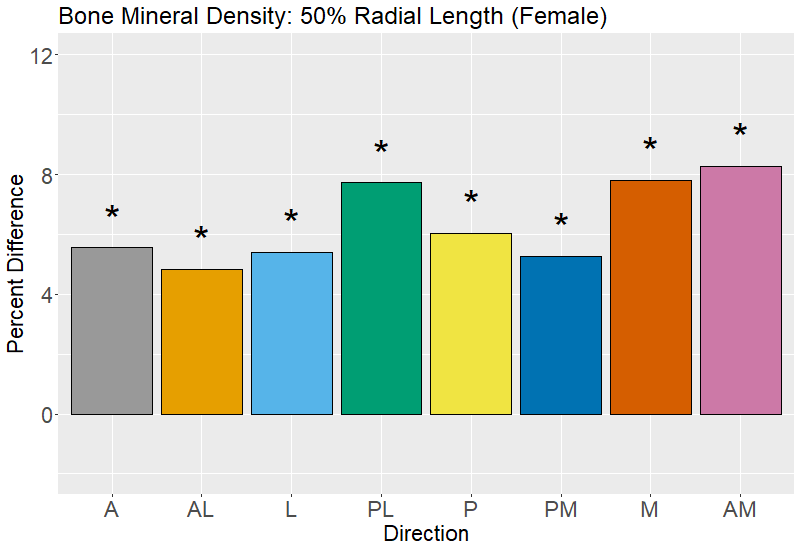 Bone Mineral Density: 50% Radial Length (Female)
Percent Difference
12
8
4
0
* * * * * * * *
A AL L PL P PM M AM
Direction